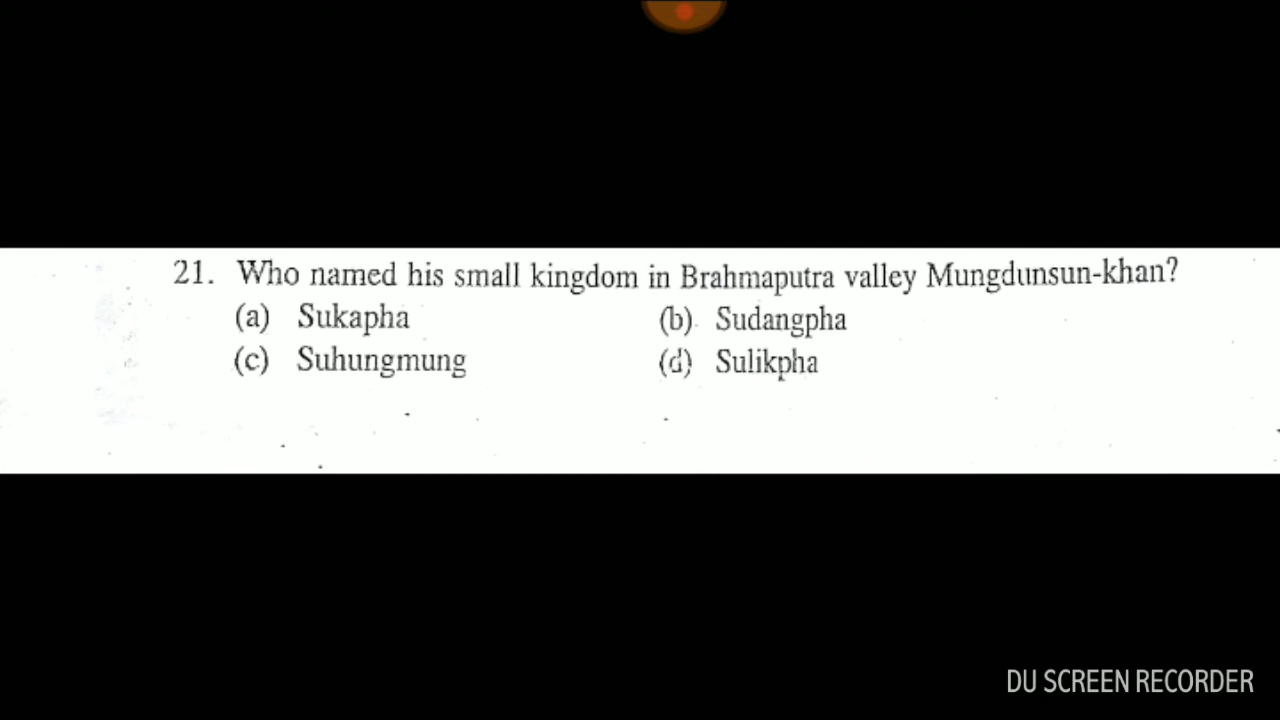 21. Who named his small kingdom in Brahmaputra valley Mungdunsun-khan?
(a) Sukapha (b) Sudangpha
(c) Suhungmung (d) Sulikpha
DU SCREEN RECORDER